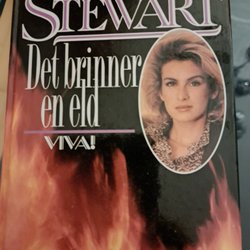 STEWART
Det brinner
en eld
VIVA!